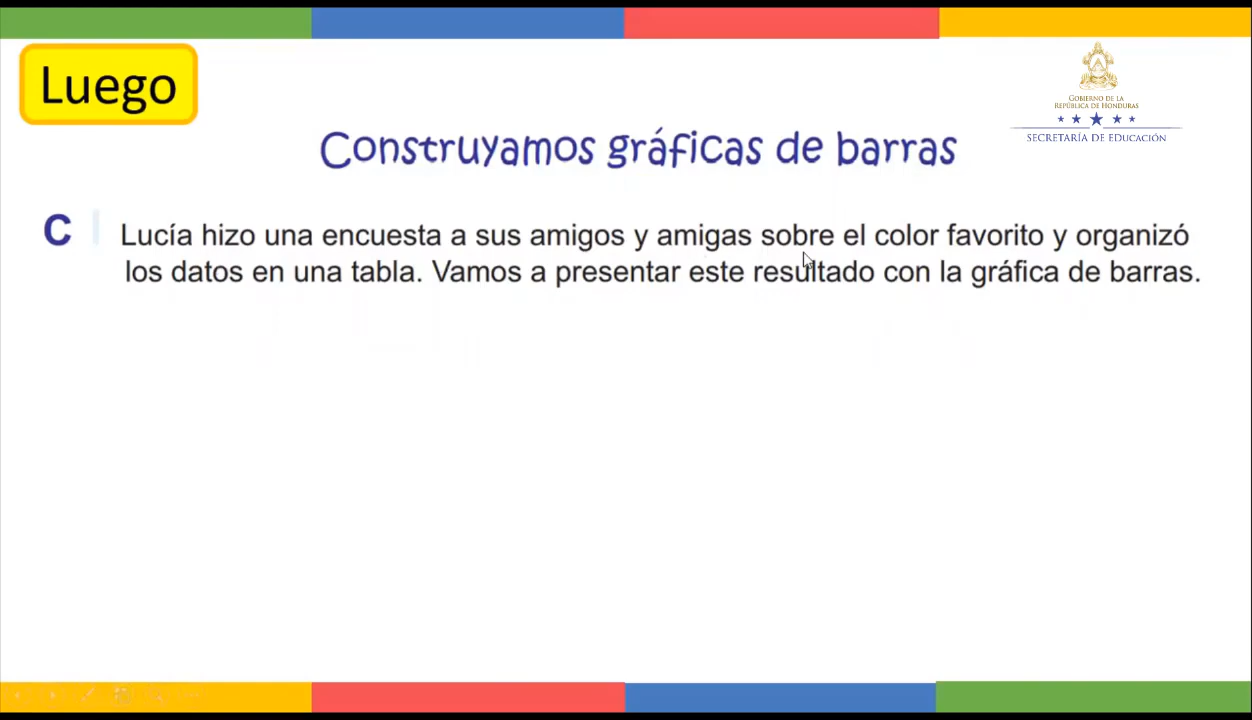 Luego
GOBIERNO DE LA
REPÚBLICA DE HONDURAS
SECRETARÍA DE EDUCACIÓN
Construyamos gráficas de barras
C
Lucía hizo una encuesta a sus amigos y amigas sobre el color favorito y organizó
los datos en una tabla. Vamos a presentar este resultado con la gráfica de barras.